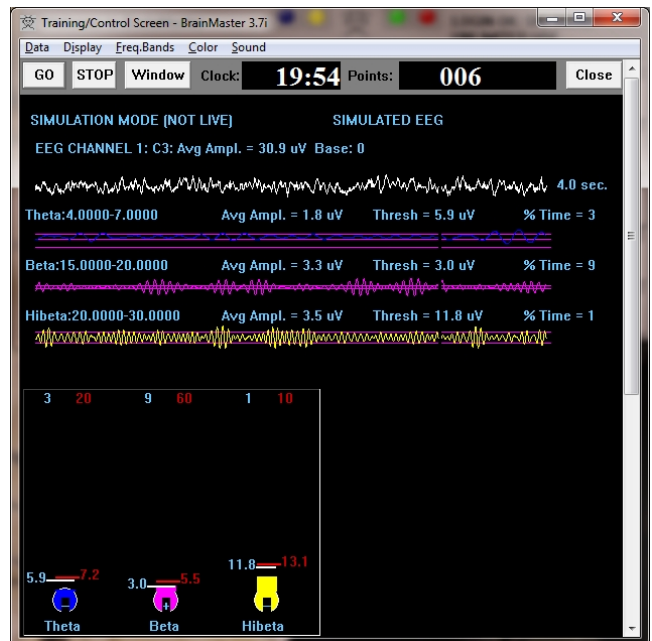 Training/Control Screen - BrainMaster 3.7i
Data Display Freq.Bands Color Sound
GO STOP Window Clock: 19:54 Points: 006 Close
SIMULATION MODE (NOT LIVE) SIMULATED EEG
EEG CHANNEL 1: C3: Avg Ampl. = 30.9 uV Base: 0
4.0 sec.
Theta:4.0000-7.0000 Avg Ampl. = 1.8 uV Thresh = 5.9 uV % Time = 3
Beta:15.0000-20.0000 Avg Ampl. = 3.3 uV Thresh = 3.0 uV % Time = 9
Hibeta:20.0000-30.0000 Avg Ampl. = 3.5 uV Thresh = 11.8 uV % Time = 1
3 20 9 60 1 10
11.8 13.1
5.9 7.2 3.0 5.5
- + -
Theta Beta Hibeta